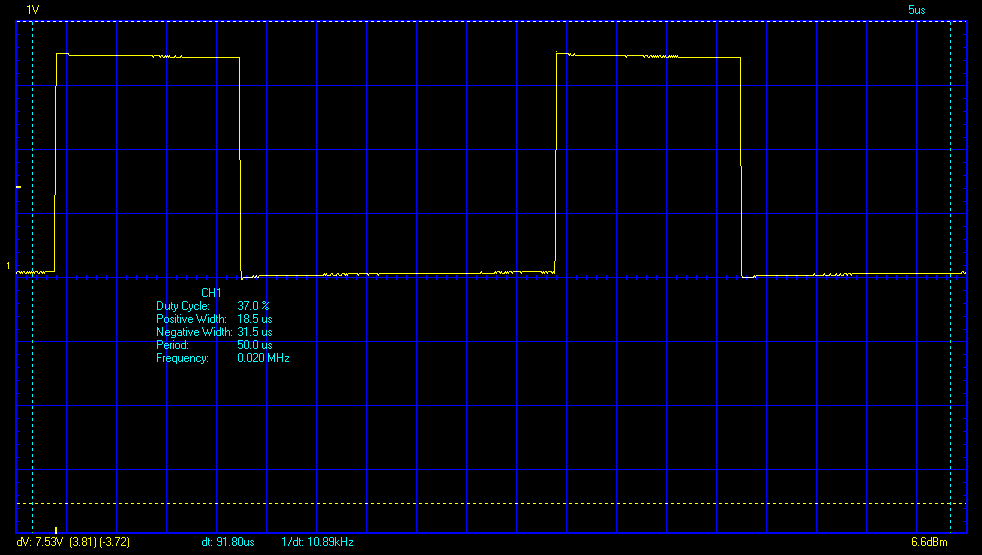 1V 5us
1
CH1
Duty Cycle: 37.0 %
Positive Width: 18.5 us
Negative Width: 31.5 us
Period: 50.0 us
Frequency: 0.020 MHz
dV: 7.53V (3.81) (-3.72) dt: 91.80us 1/dt: 10.89kHz 6.6dBm